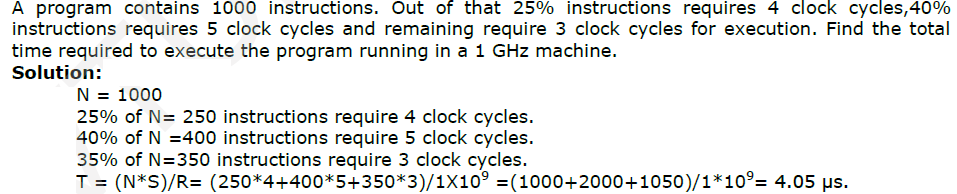 A program contains 1000 instructions. Out of that 25% instructions requires 4 clock cycles,40%
instructions requires 5 clock cycles and remaining require 3 clock cycles for execution. Find the total
time required to execute the program running in a 1 GHz machine.
Solution:
N = 1000
25% of N= 250 instructions require 4 clock cycles.
40% of N =400 instructions require 5 clock cycles.
35% of N=350 instructions require 3 clock cycles.
T = (N*S)/R= (250*4+400*5+350*3)/1X10⁹ =(1000+2000+1050)/1*10⁹= 4.05 μs.